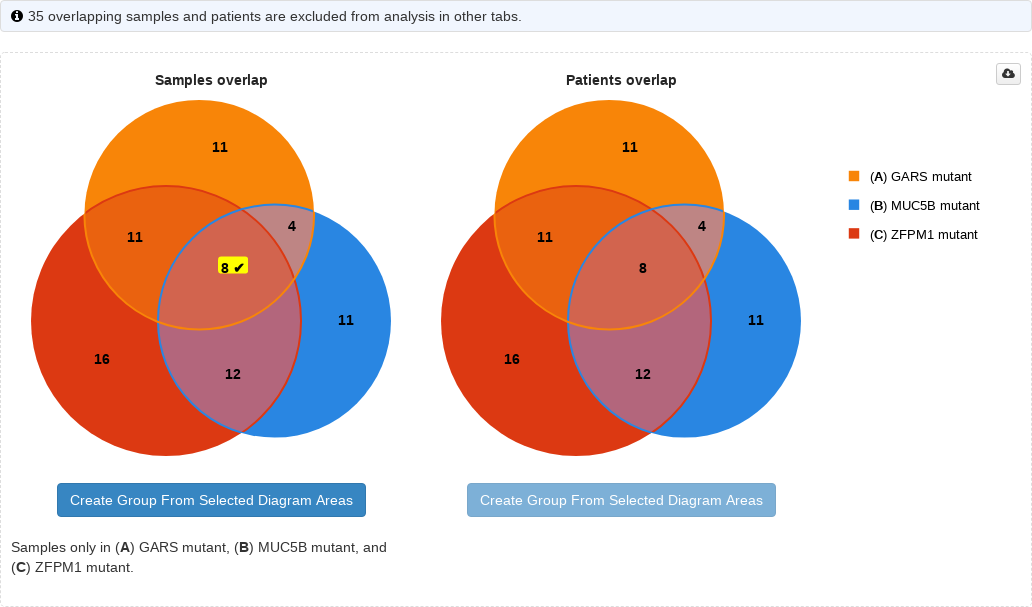 35 overlapping samples and patients are excluded from analysis in other tabs.
Samples overlap
11
11
4
8 ✔
11
16
12
Create Group From Selected Diagram Areas
Samples only in (A) GARS mutant, (B) MUC5B mutant, and
(C) ZFPM1 mutant.
Patients overlap
11
11
4
8
11
16
12
Create Group From Selected Diagram Areas
(A) GARS mutant
(B) MUC5B mutant
(C) ZFPM1 mutant